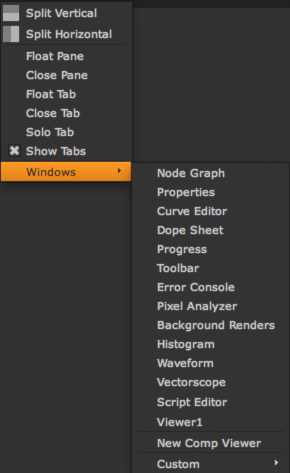 Split Vertical
Split Horizontal
Float Pane
Close Pane
Float Tab
Close Tab
Solo Tab
Show Tabs
Windows
Node Graph
Properties
Curve Editor
Dope Sheet
Progress
Toolbar
Error Console
Pixel Analyzer
Background Renders
Histogram
Waveform
Vectorscope
Script Editor
Viewer1
New Comp Viewer
Custom